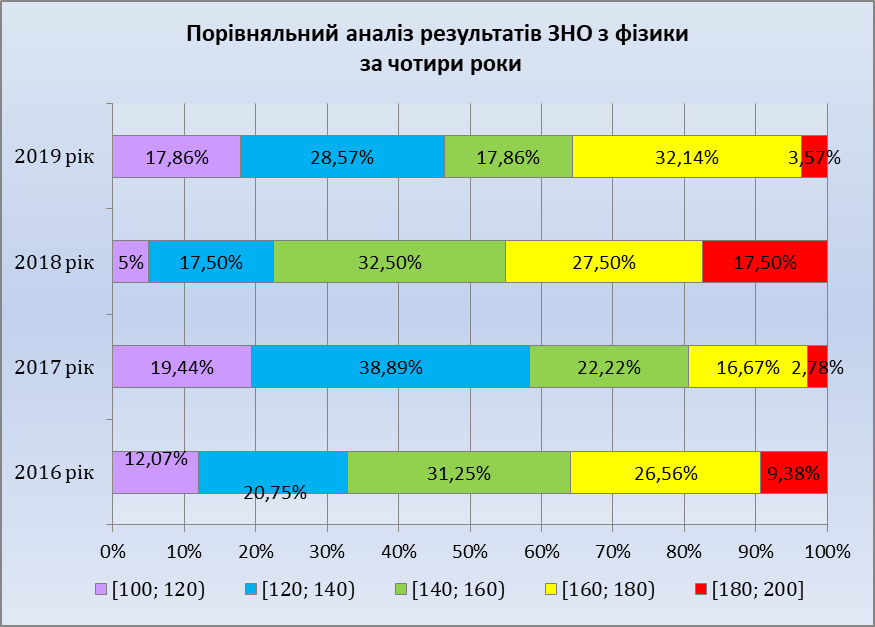 Порівняльний аналіз результатів ЗНО з фізики
за чотири роки
2019 рік
17,86% 28,57% 17,86% 32,14% 3,57%
2018 рік
5% 17,50% 32,50% 27,50% 17,50%
2017 рік
19,44% 38,89% 22,22% 16,67% 2,78%
2016 рік
12,07% 20,75% 31,25% 26,56% 9,38%
0% 10% 20% 30% 40% 50% 60% 70% 80% 90% 100%
[100; 120) [120; 140) [140; 160) [160; 180) [180; 200]